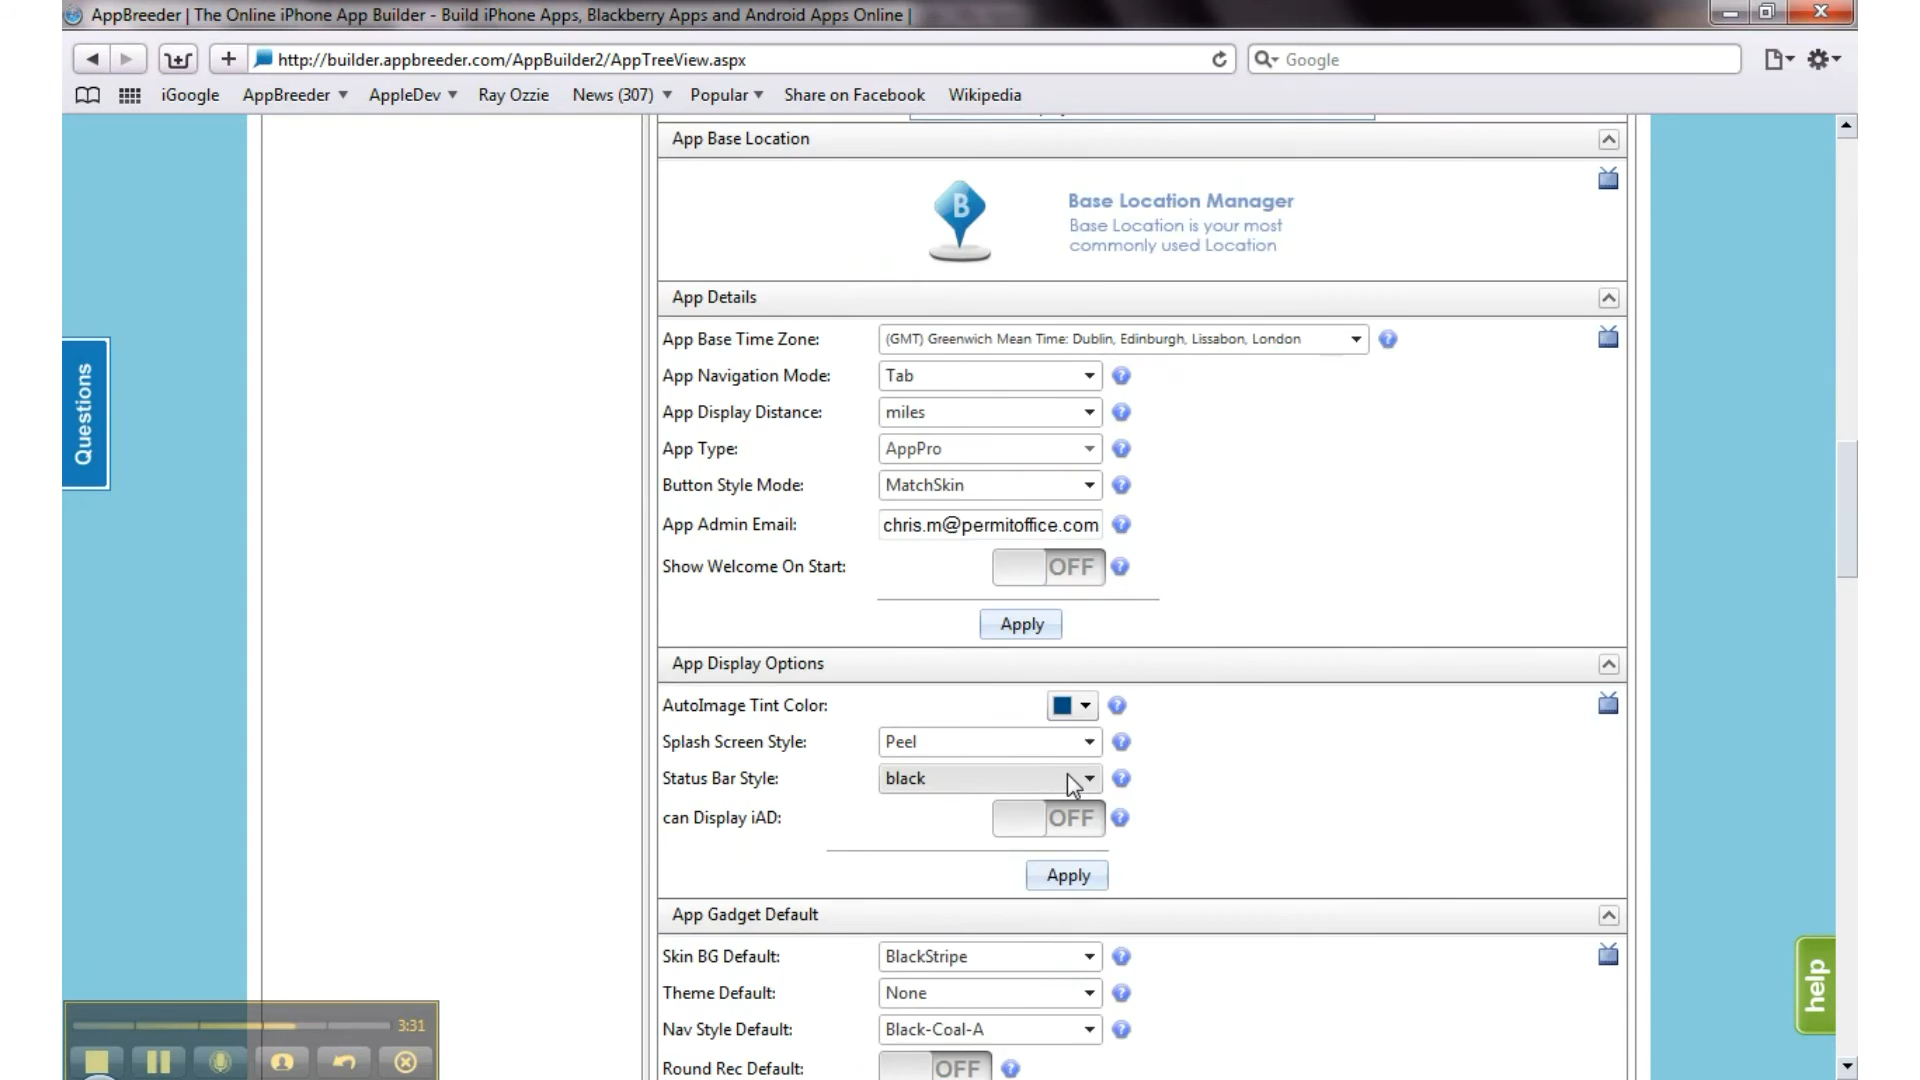 AppBreeder | The Online iPhone App Builder - Build iPhone Apps, Blackberry Apps and Android Apps Online |
http://builder.appbreeder.com/AppBuilder2/AppTreeView.aspx
Google
iGoogle AppBreeder AppleDev Ray Ozzie News (307) Popular Share on Facebook Wikipedia
App Base Location
B
Base Location Manager
Base Location is your most
commonly used Location
App Details
App Base Time Zone: (GMT) Greenwich Mean Time: Dublin, Edinburgh, Lissabon, London
App Navigation Mode: Tab
App Display Distance: miles
App Type: AppPro
Button Style Mode: MatchSkin
App Admin Email: chris.m@permitoffice.com
Show Welcome On Start: OFF
Apply
Questions
App Display Options
AutoImage Tint Color:
Splash Screen Style: Peel
Status Bar Style: black
can Display iAD: OFF
Apply
App Gadget Default
Skin BG Default: BlackStripe
Theme Default: None
Nav Style Default: Black-Coal-A
Round Rec Default: OFF
help
3:31